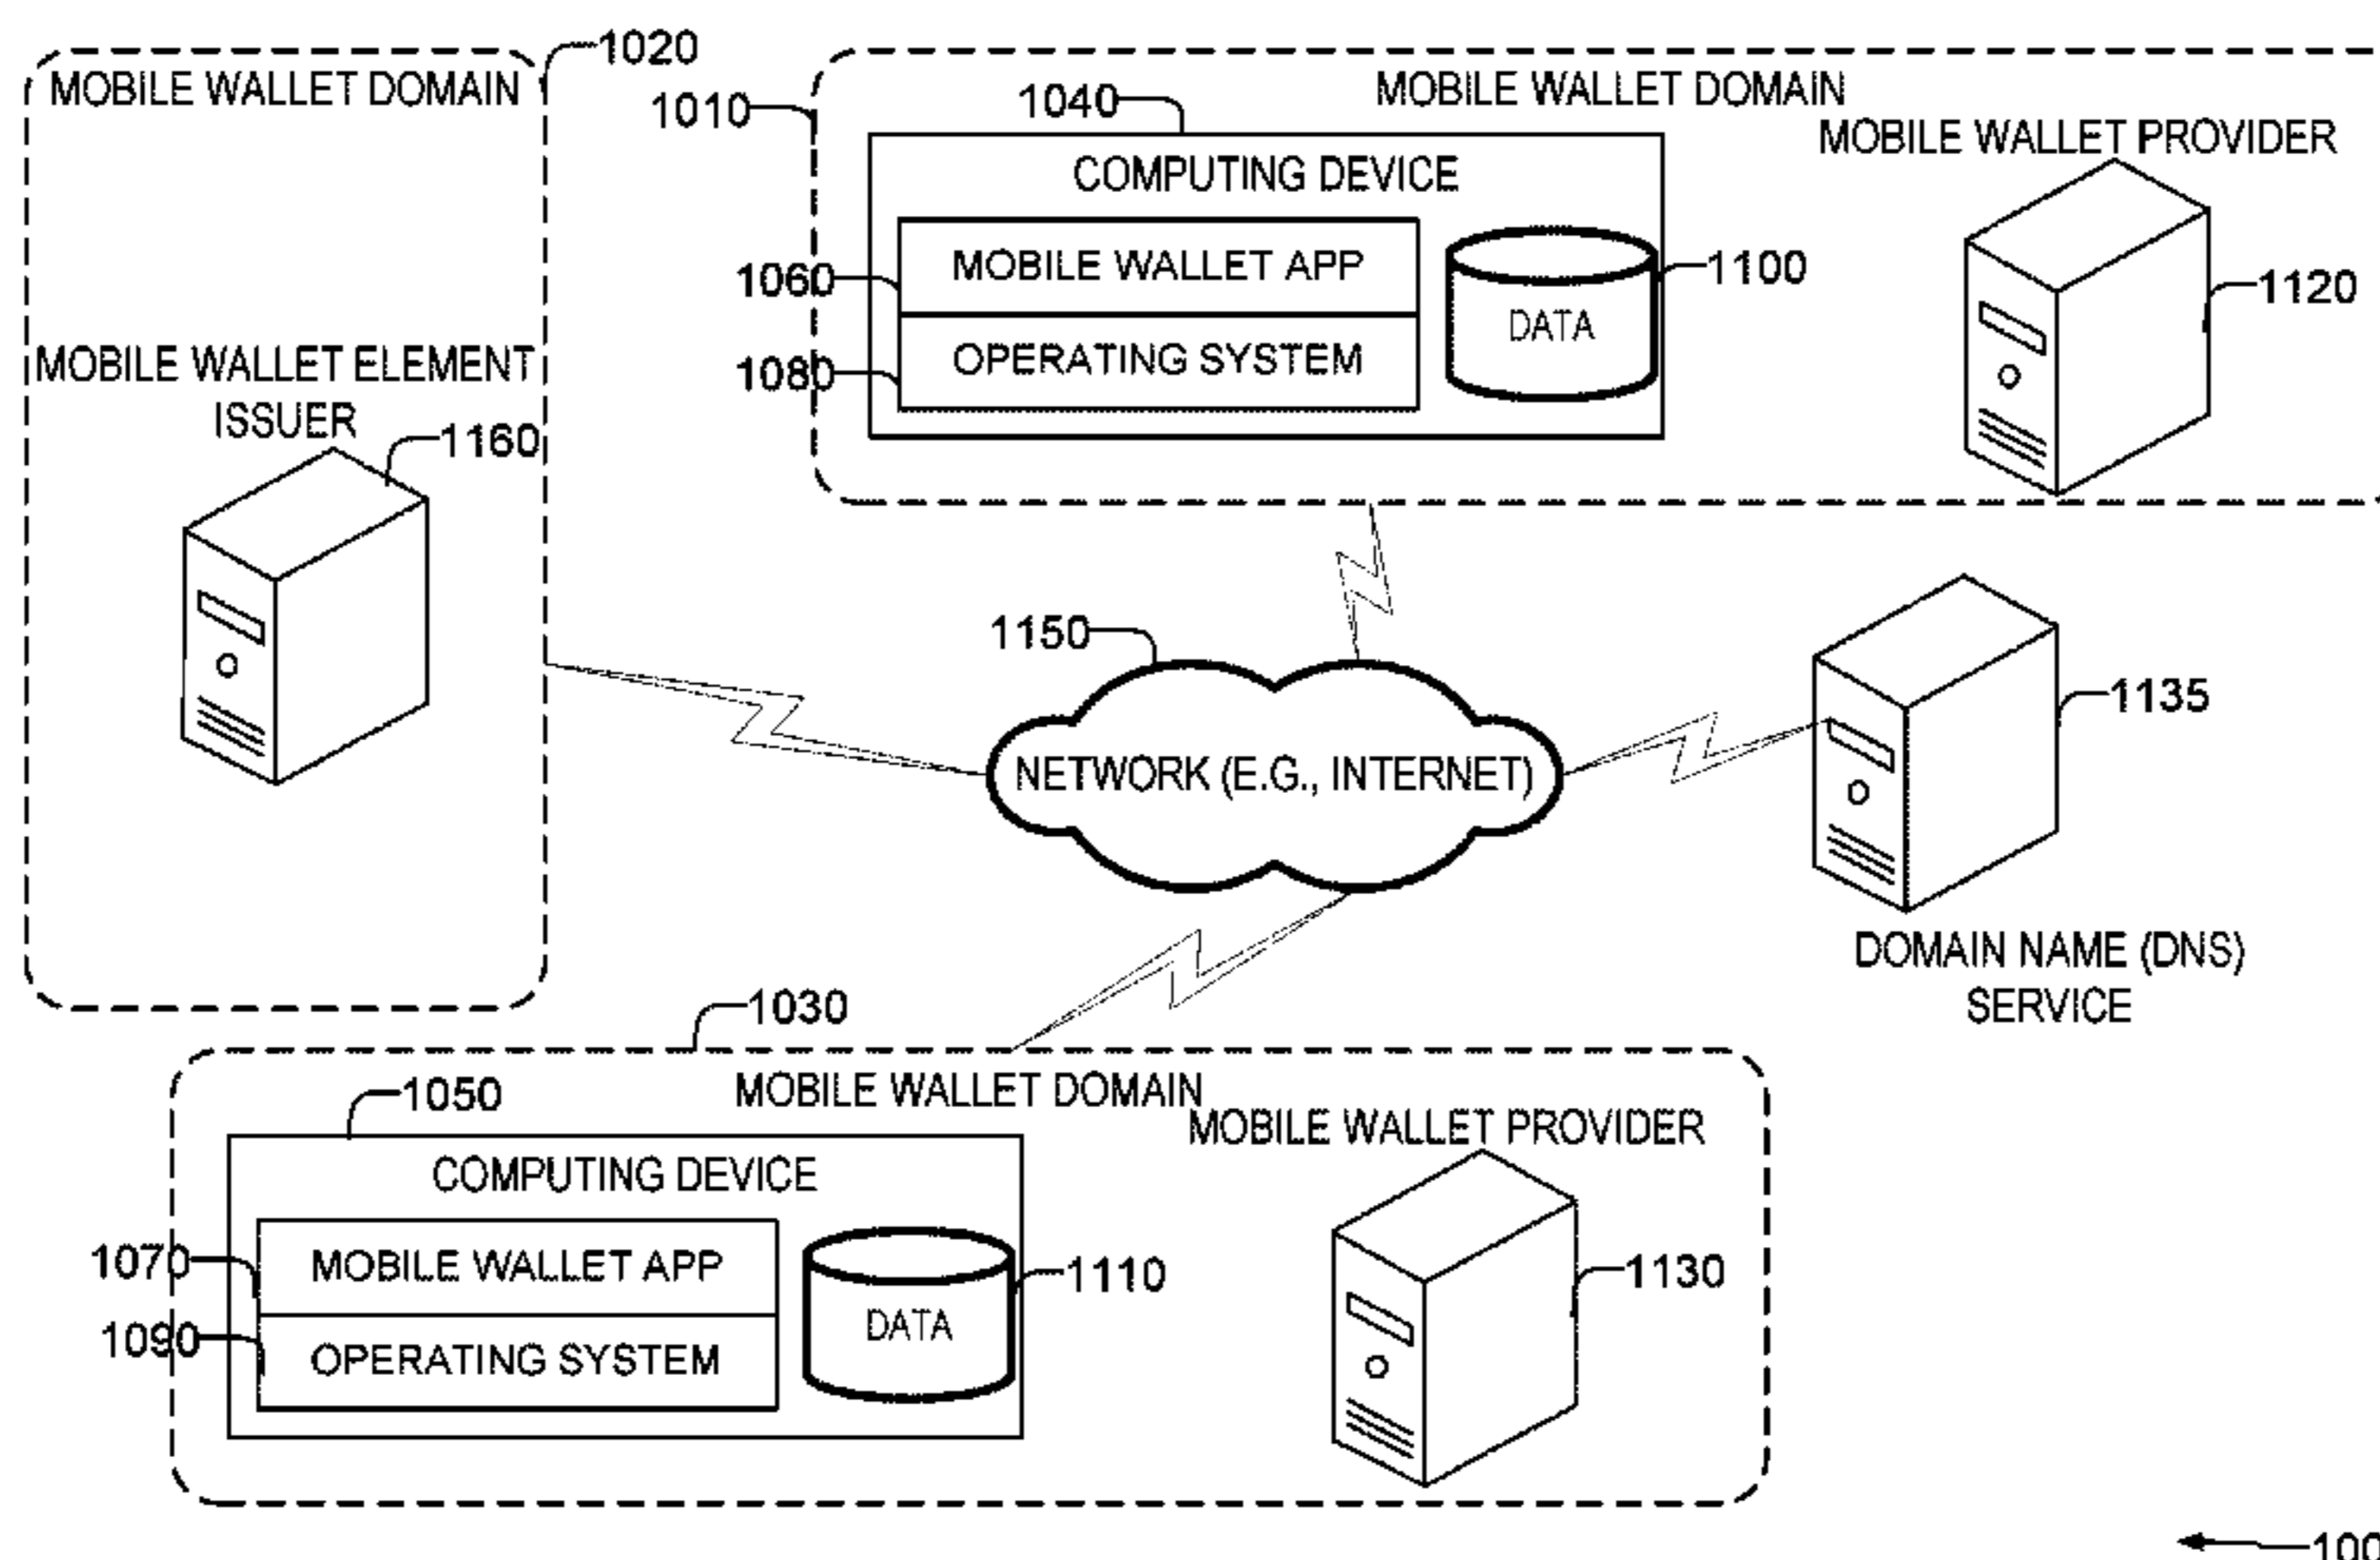 1020
MOBILE WALLET DOMAIN
MOBILE WALLET ELEMENT
ISSUER
1160
1010
MOBILE WALLET DOMAIN
1040
COMPUTING DEVICE
MOBILE WALLET APP
1060
OPERATING SYSTEM
1080
DATA
1100
MOBILE WALLET PROVIDER
1120
1150
NETWORK (E.G., INTERNET)
1135
DOMAIN NAME (DNS)
SERVICE
1030
MOBILE WALLET DOMAIN
1050
COMPUTING DEVICE
MOBILE WALLET APP
1070
OPERATING SYSTEM
1090
DATA
1110
MOBILE WALLET PROVIDER
1130